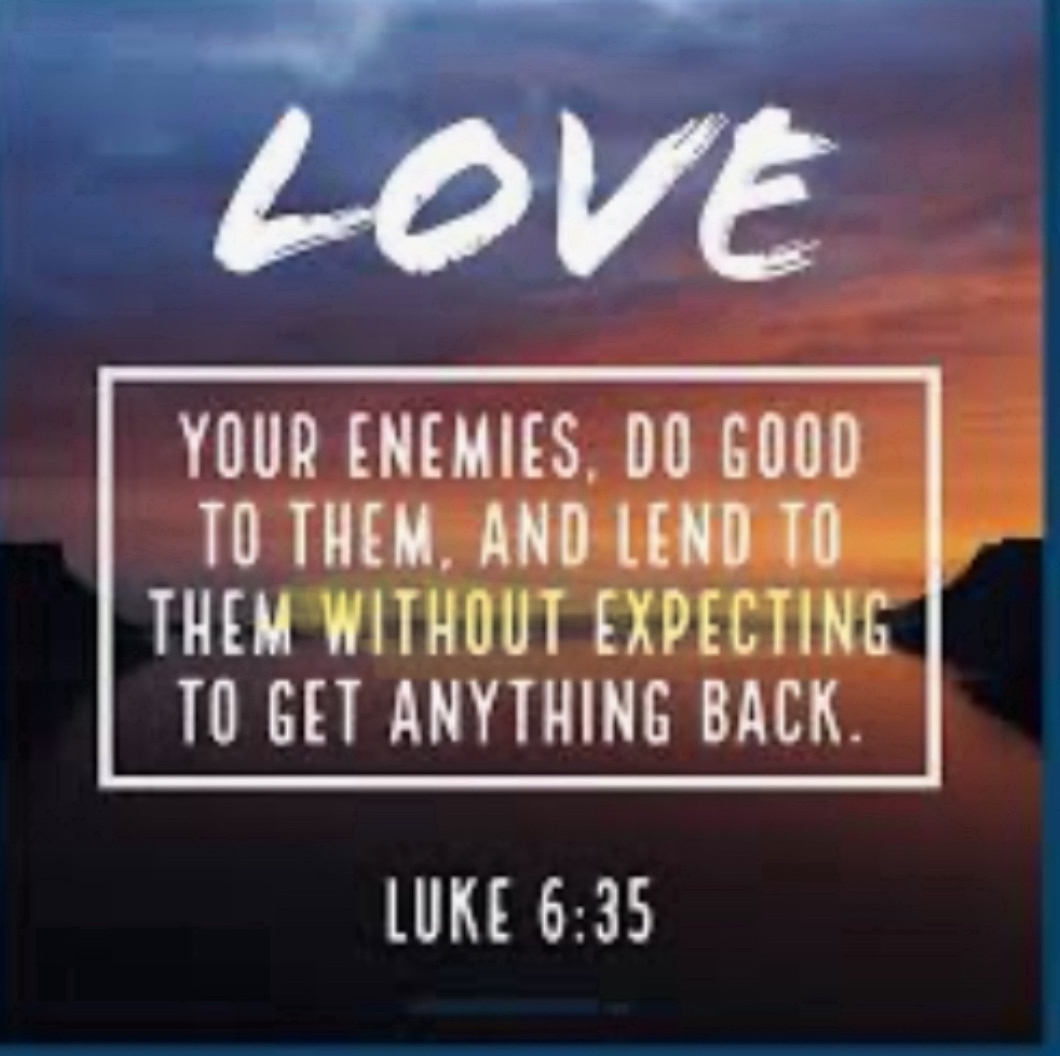 LOVE
YOUR ENEMIES, DO GOOD
TO THEM, AND LEND TO
THEM WITHOUT EXPECTING
TO GET ANYTHING BACK.
LUKE 6:35